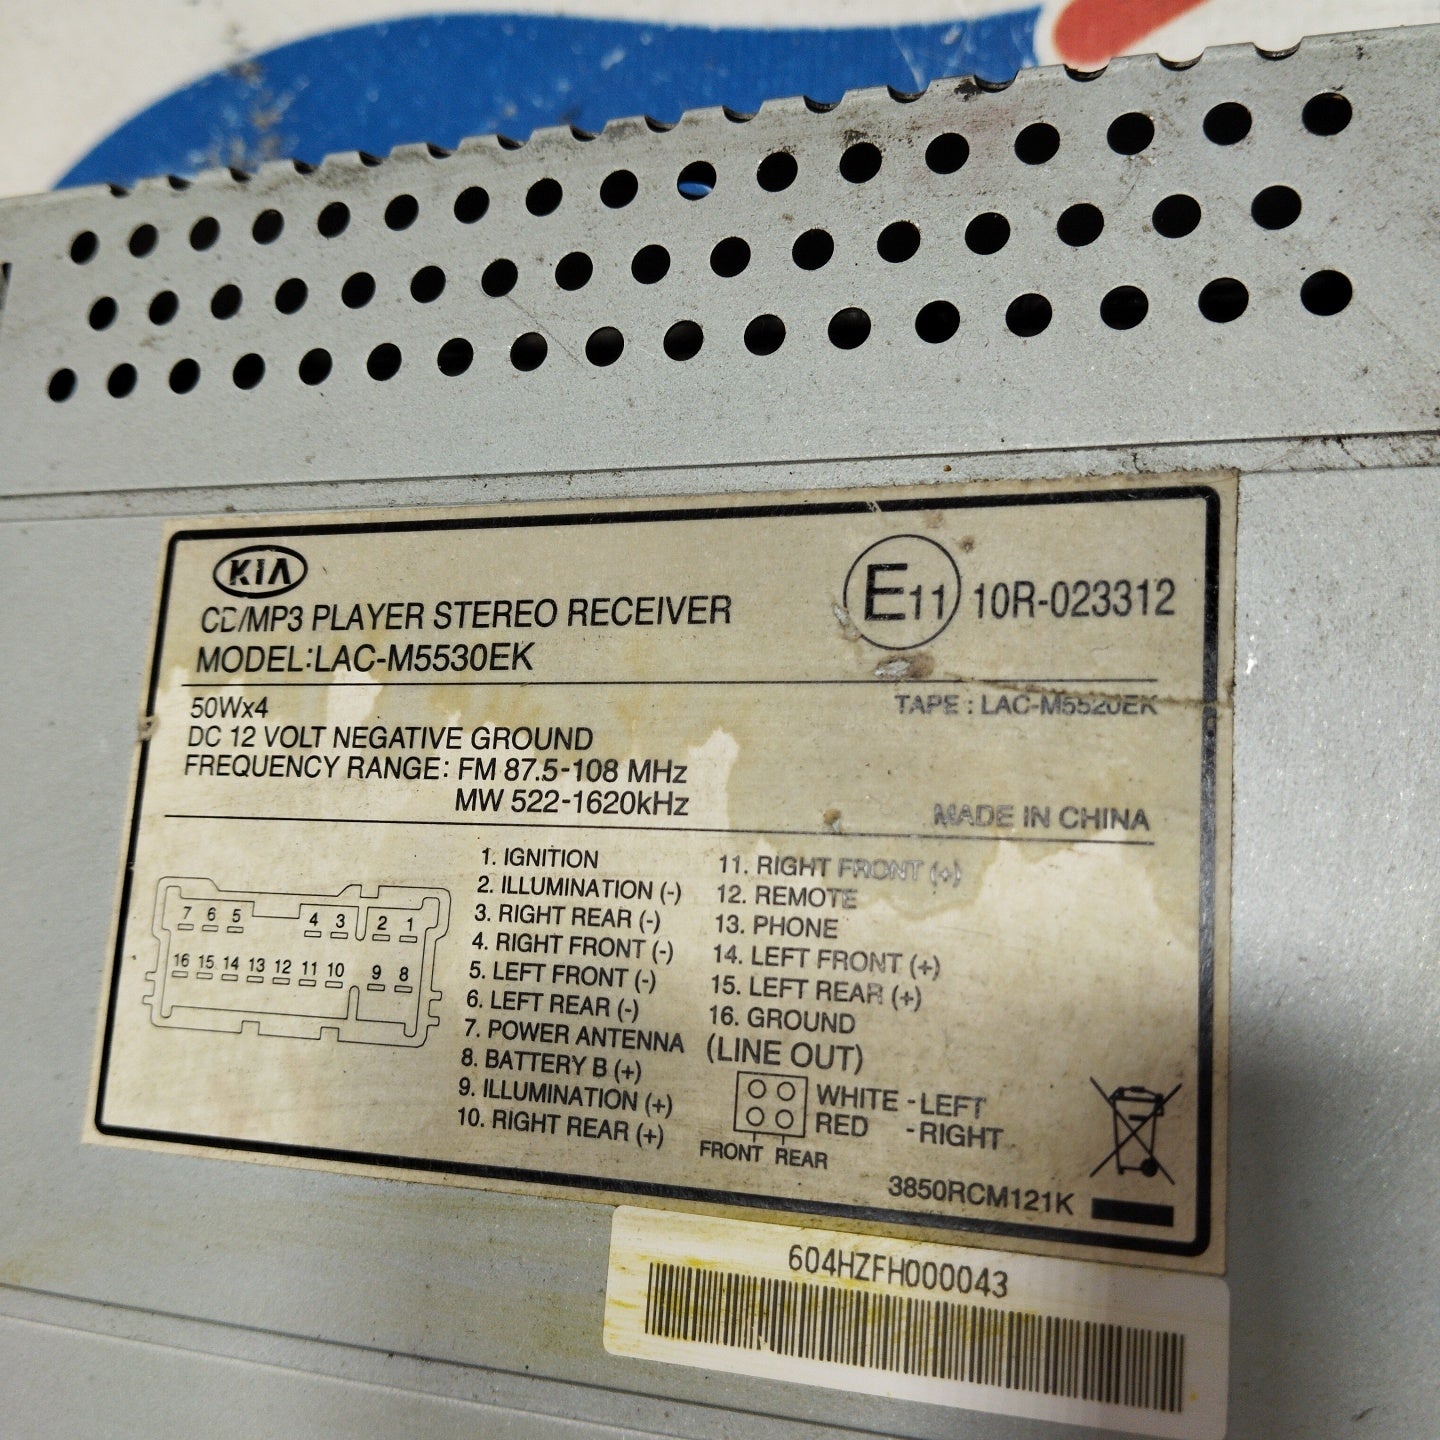 KIA
CD/MP3 PLAYER STEREO RECEIVER
MODEL:LAC-M5530EK
E11 10R-023312
50Wx4
TAPE : LAC-M5520EK
DC 12 VOLT NEGATIVE GROUND
FREQUENCY RANGE: FM 87.5-108 MHz
MW 522-1620kHz
MADE IN CHINA
7 6 5 4 3 2 1
16 15 14 13 12 11 10 9 8
1. IGNITION
2. ILLUMINATION (-)
3. RIGHT REAR (-)
4. RIGHT FRONT (-)
5. LEFT FRONT (-)
6. LEFT REAR (-)
7. POWER ANTENNA
8. BATTERY B (+)
9. ILLUMINATION (+)
10. RIGHT REAR (+)
11. RIGHT FRONT (+)
12. REMOTE
13. PHONE
14. LEFT FRONT (+)
15. LEFT REAR (+)
16. GROUND
(LINE OUT)
WHITE -LEFT
RED -RIGHT
FRONT REAR
3850RCM121K
604HZFH000043